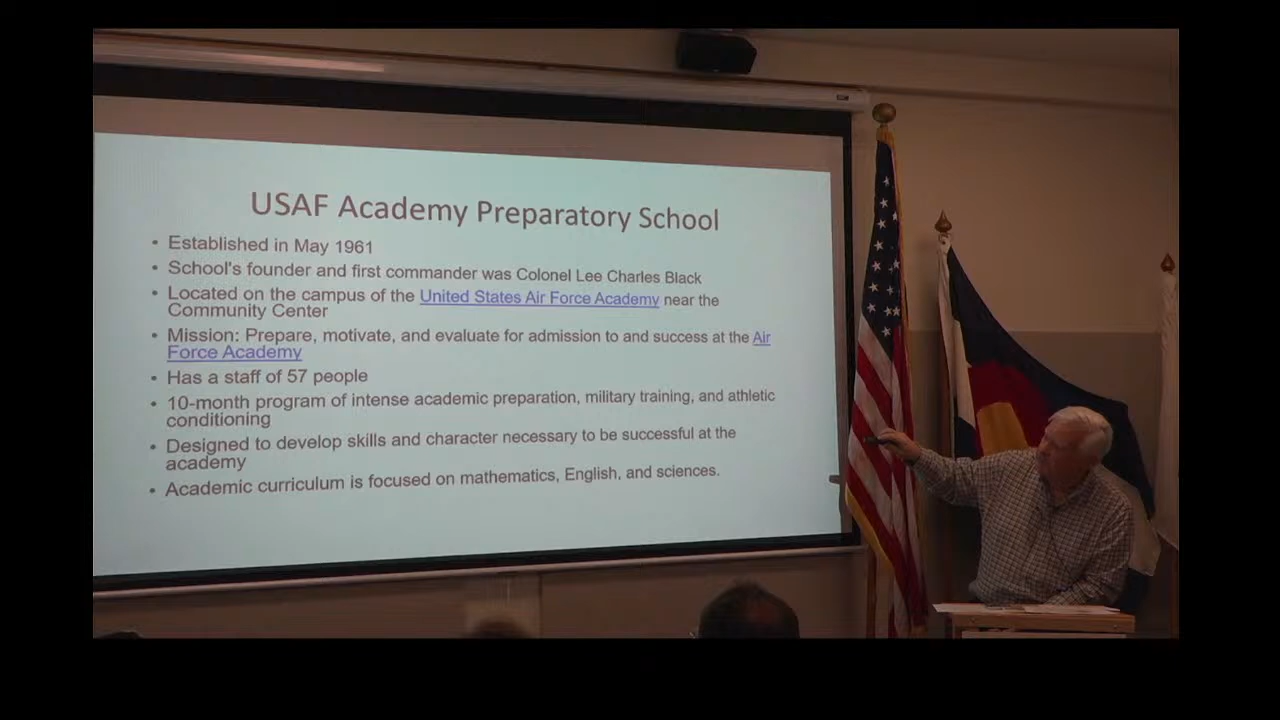 USAF Academy Preparatory School
• Established in May 1961
• School's founder and first commander was Colonel Lee Charles Black
• Located on the campus of the United States Air Force Academy near the
Community Center
• Mission: Prepare, motivate, and evaluate for admission to and success at the Air
Force Academy
• Has a staff of 57 people
• 10-month program of intense academic preparation, military training, and athletic
conditioning
• Designed to develop skills and character necessary to be successful at the
academy
• Academic curriculum is focused on mathematics, English, and sciences.